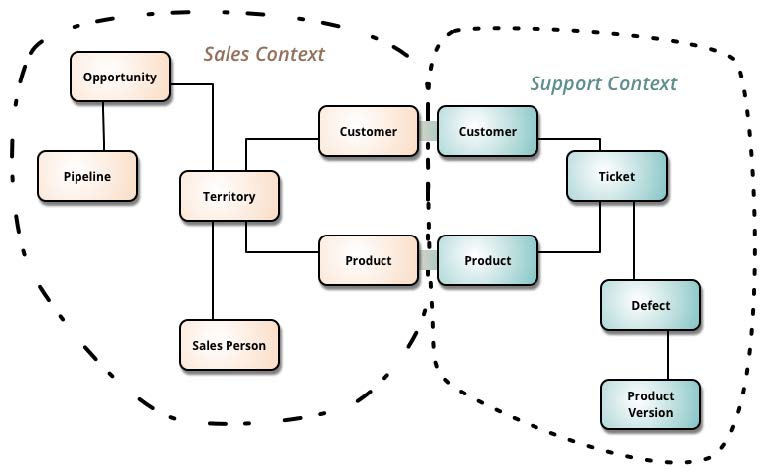 Sales Context
Support Context
Opportunity
Customer
Customer
Pipeline
Territory
Ticket
Product
Product
Defect
Sales Person
Product
Version